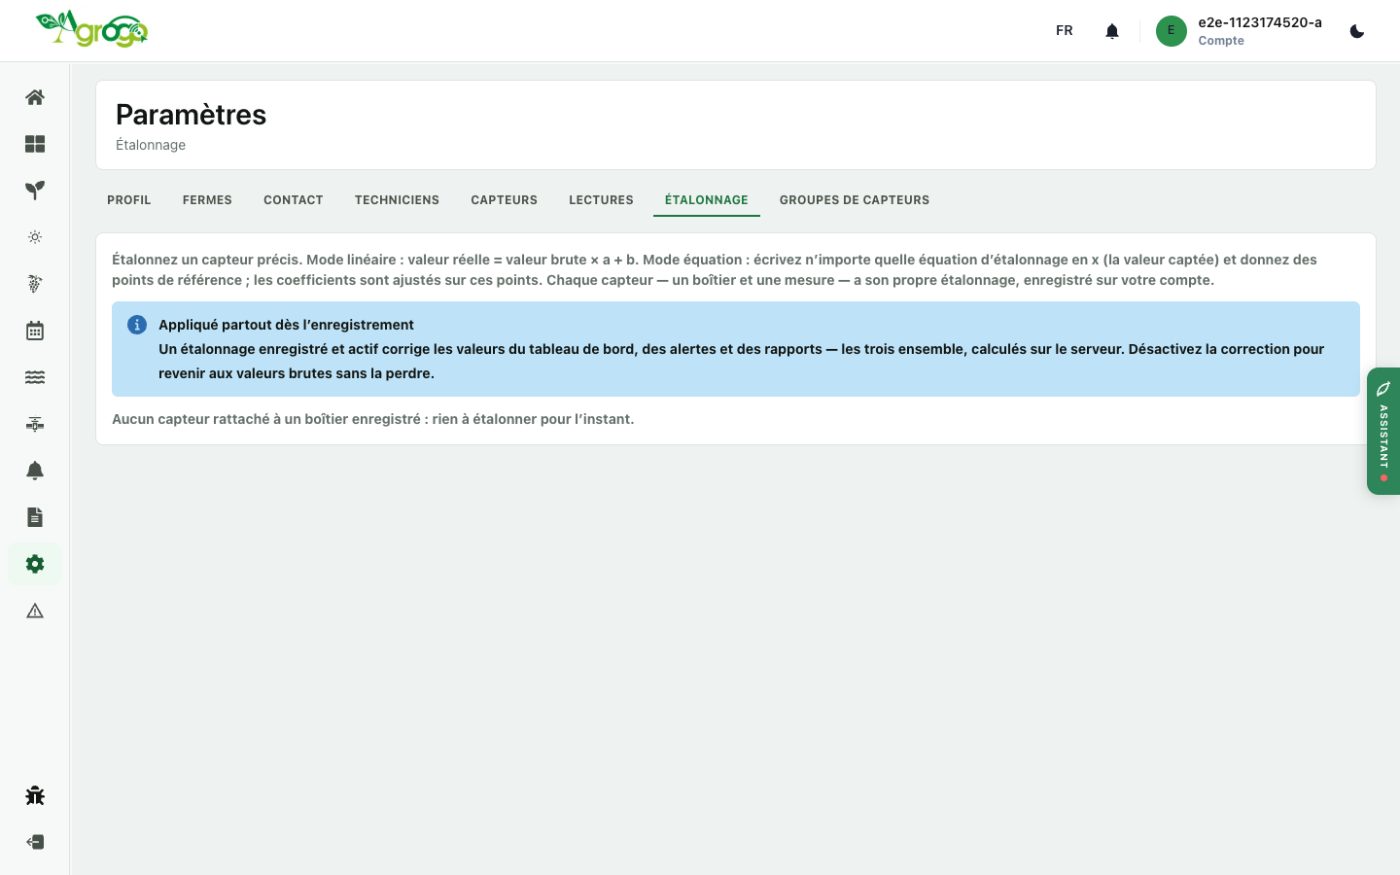 Agrogo
FR
E
e2e-1123174520-a
Compte
Paramètres
Étalonnage
PROFIL
FERMES
CONTACT
TECHNICIENS
CAPTEURS
LECTURES
ÉTALONNAGE
GROUPES DE CAPTEURS
Étalonnez un capteur précis. Mode linéaire : valeur réelle = valeur brute × a + b. Mode équation : écrivez n’importe quelle équation d’étalonnage en x (la valeur captée) et donnez des
points de référence ; les coefficients sont ajustés sur ces points. Chaque capteur — un boîtier et une mesure — a son propre étalonnage, enregistré sur votre compte.
Appliqué partout dès l’enregistrement
Un étalonnage enregistré et actif corrige les valeurs du tableau de bord, des alertes et des rapports — les trois ensemble, calculés sur le serveur. Désactivez la correction pour
revenir aux valeurs brutes sans la perdre.
Aucun capteur rattaché à un boîtier enregistré : rien à étalonner pour l’instant.
ASSISTANT